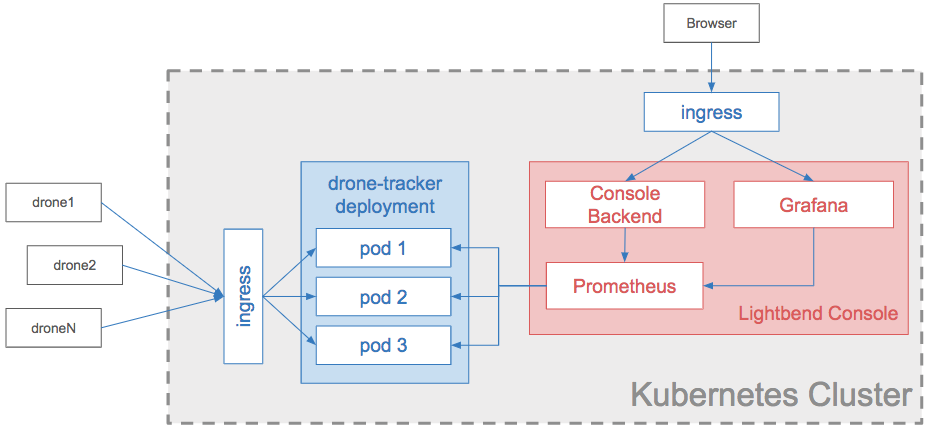 Browser
ingress
drone-tracker
deployment
Console
Backend
Grafana
drone1
pod 1
drone2
ingress
pod 2
Prometheus
droneN
pod 3
Lightbend Console
Kubernetes Cluster